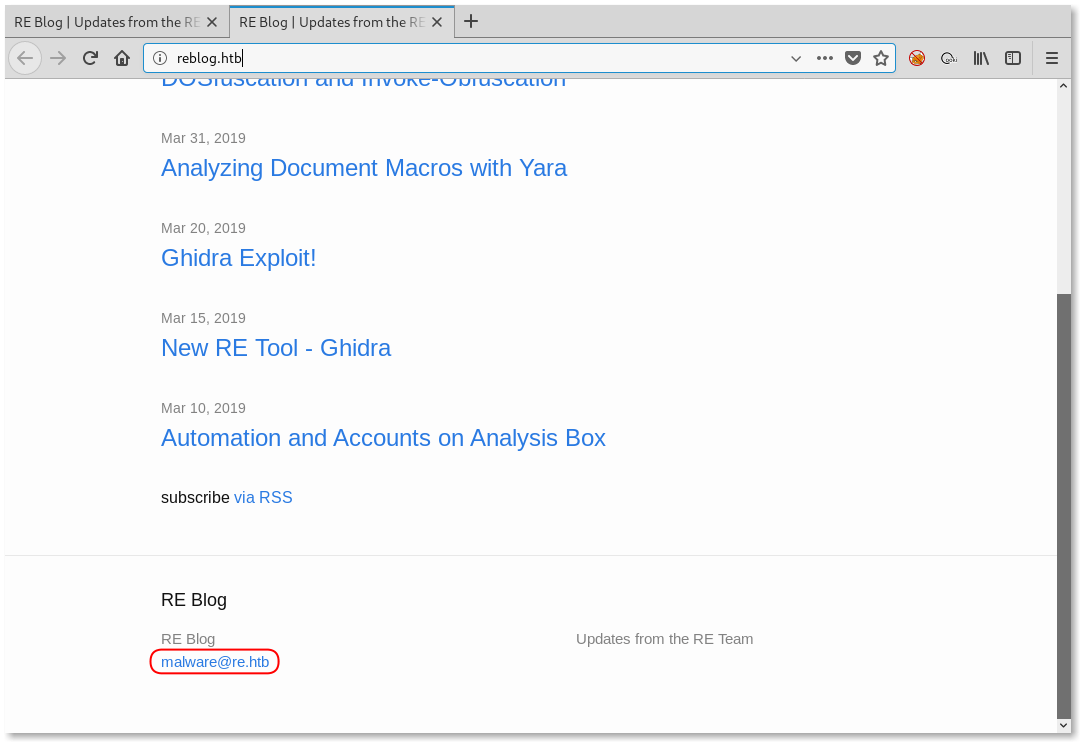 RE Blog | Updates from the RE
RE Blog | Updates from the RE
reblog.htb
DOSfuscation and Invoke-Obfuscation
Mar 31, 2019
Analyzing Document Macros with Yara
Mar 20, 2019
Ghidra Exploit!
Mar 15, 2019
New RE Tool - Ghidra
Mar 10, 2019
Automation and Accounts on Analysis Box
subscribe via RSS
RE Blog
RE Blog
Updates from the RE Team
malware@re.htb